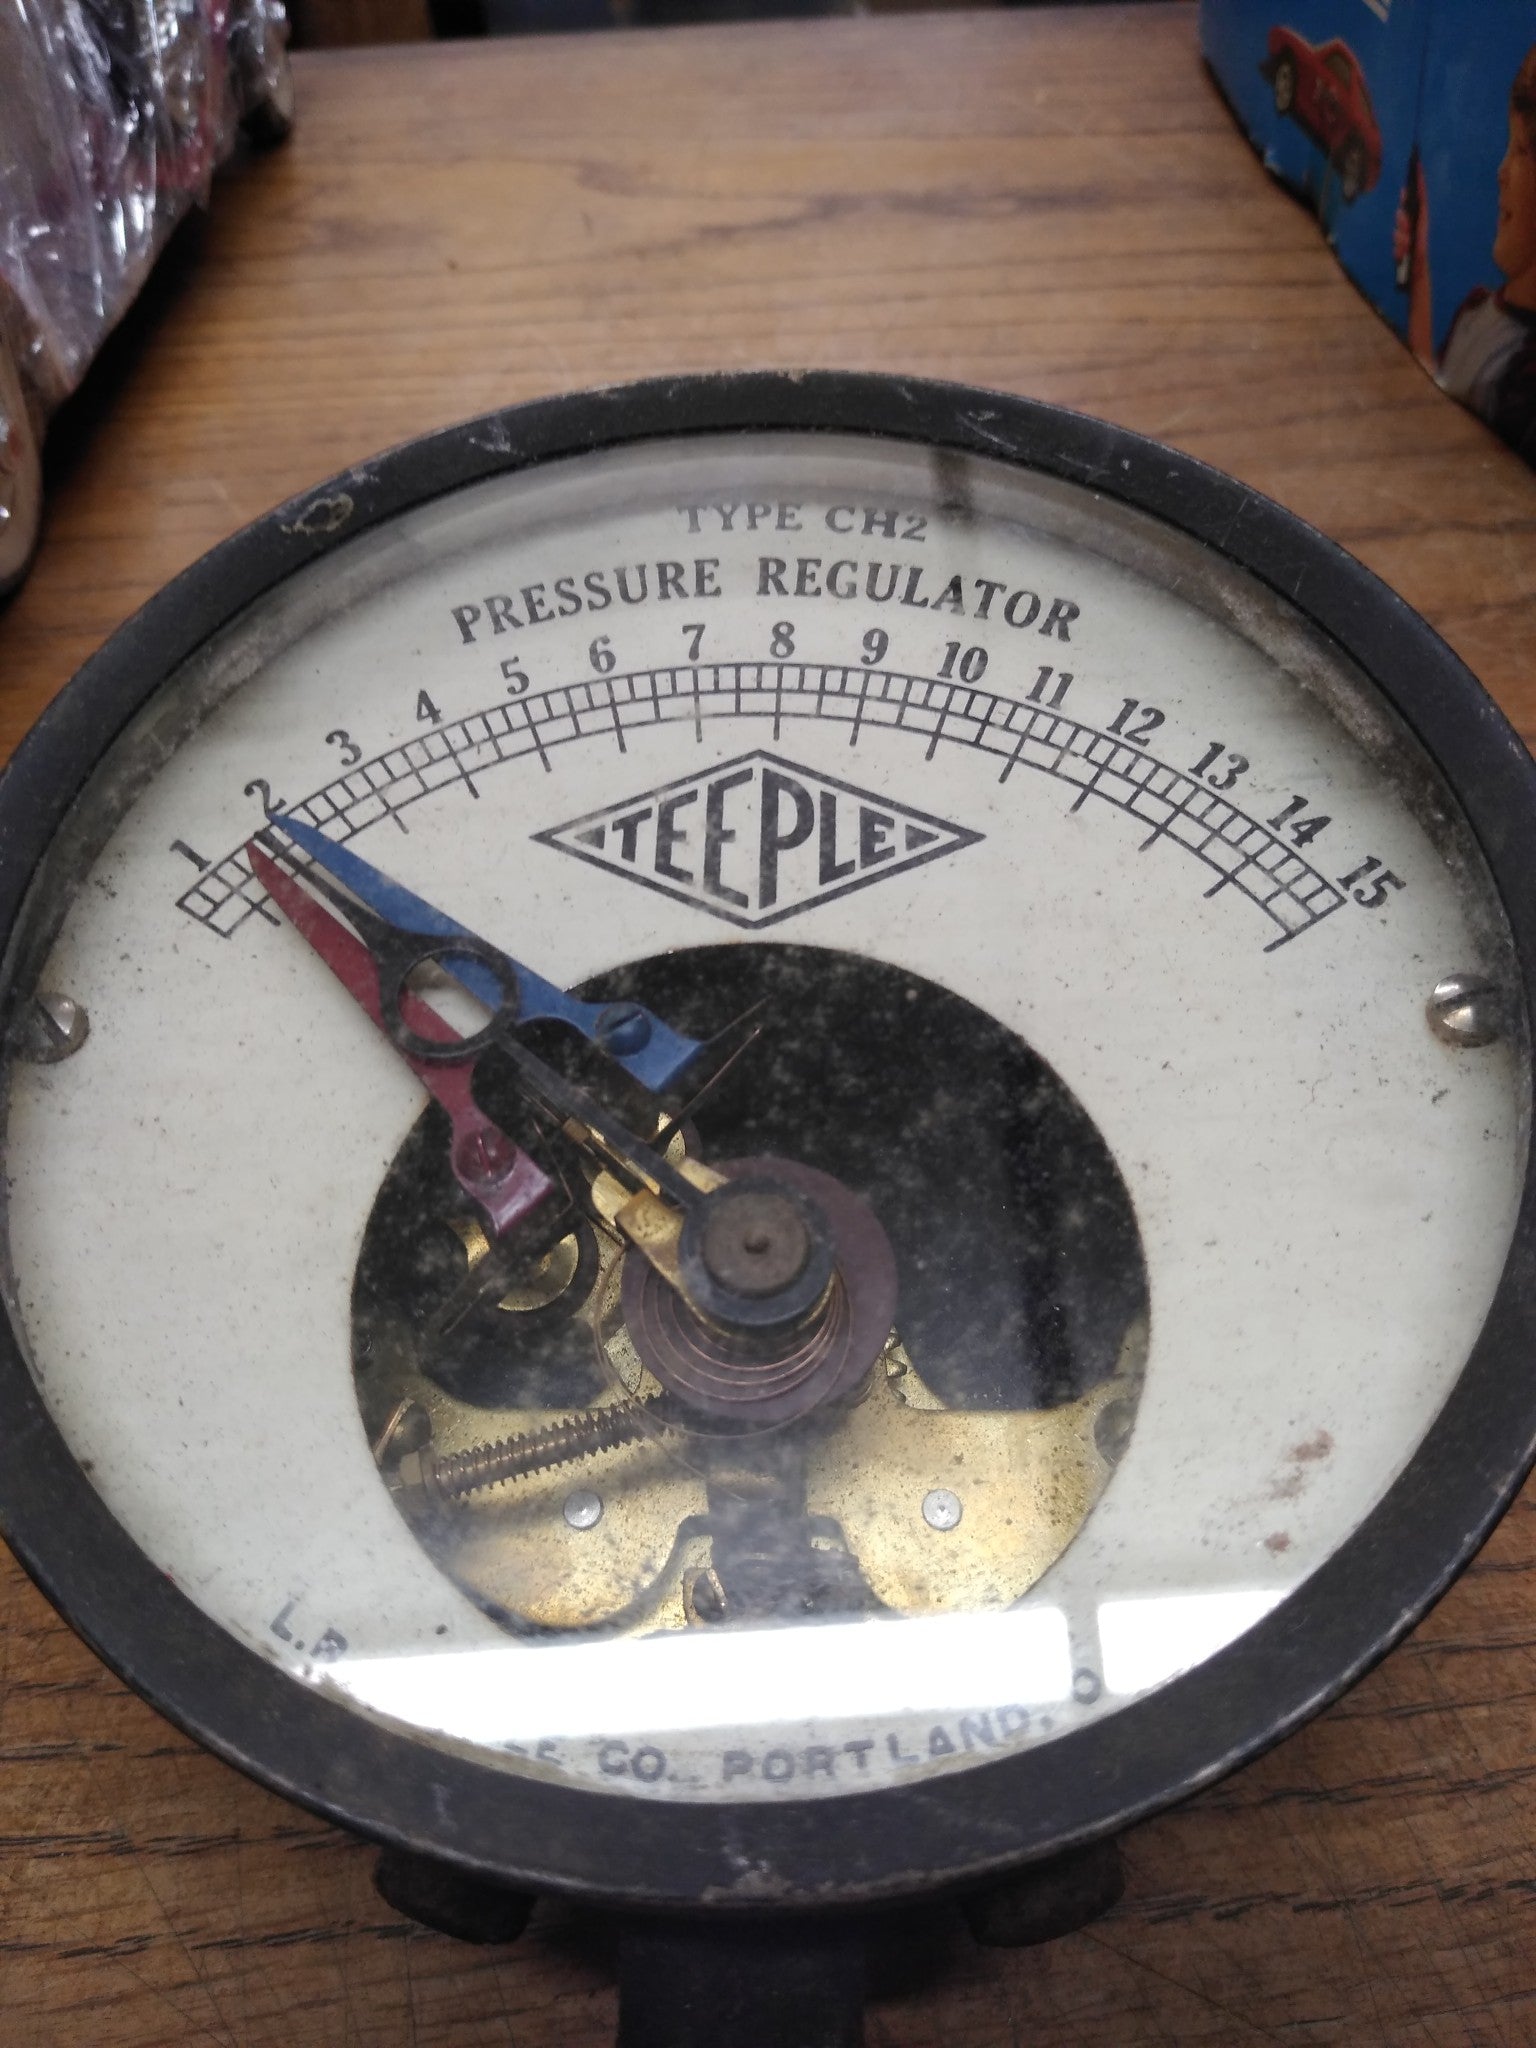 TYPE CH2
PRESSURE REGULATOR
1 2 3 4 5 6 7 8 9 10 11 12 13 14 15
TEEPLE
L.R CO. PORTLAND, O